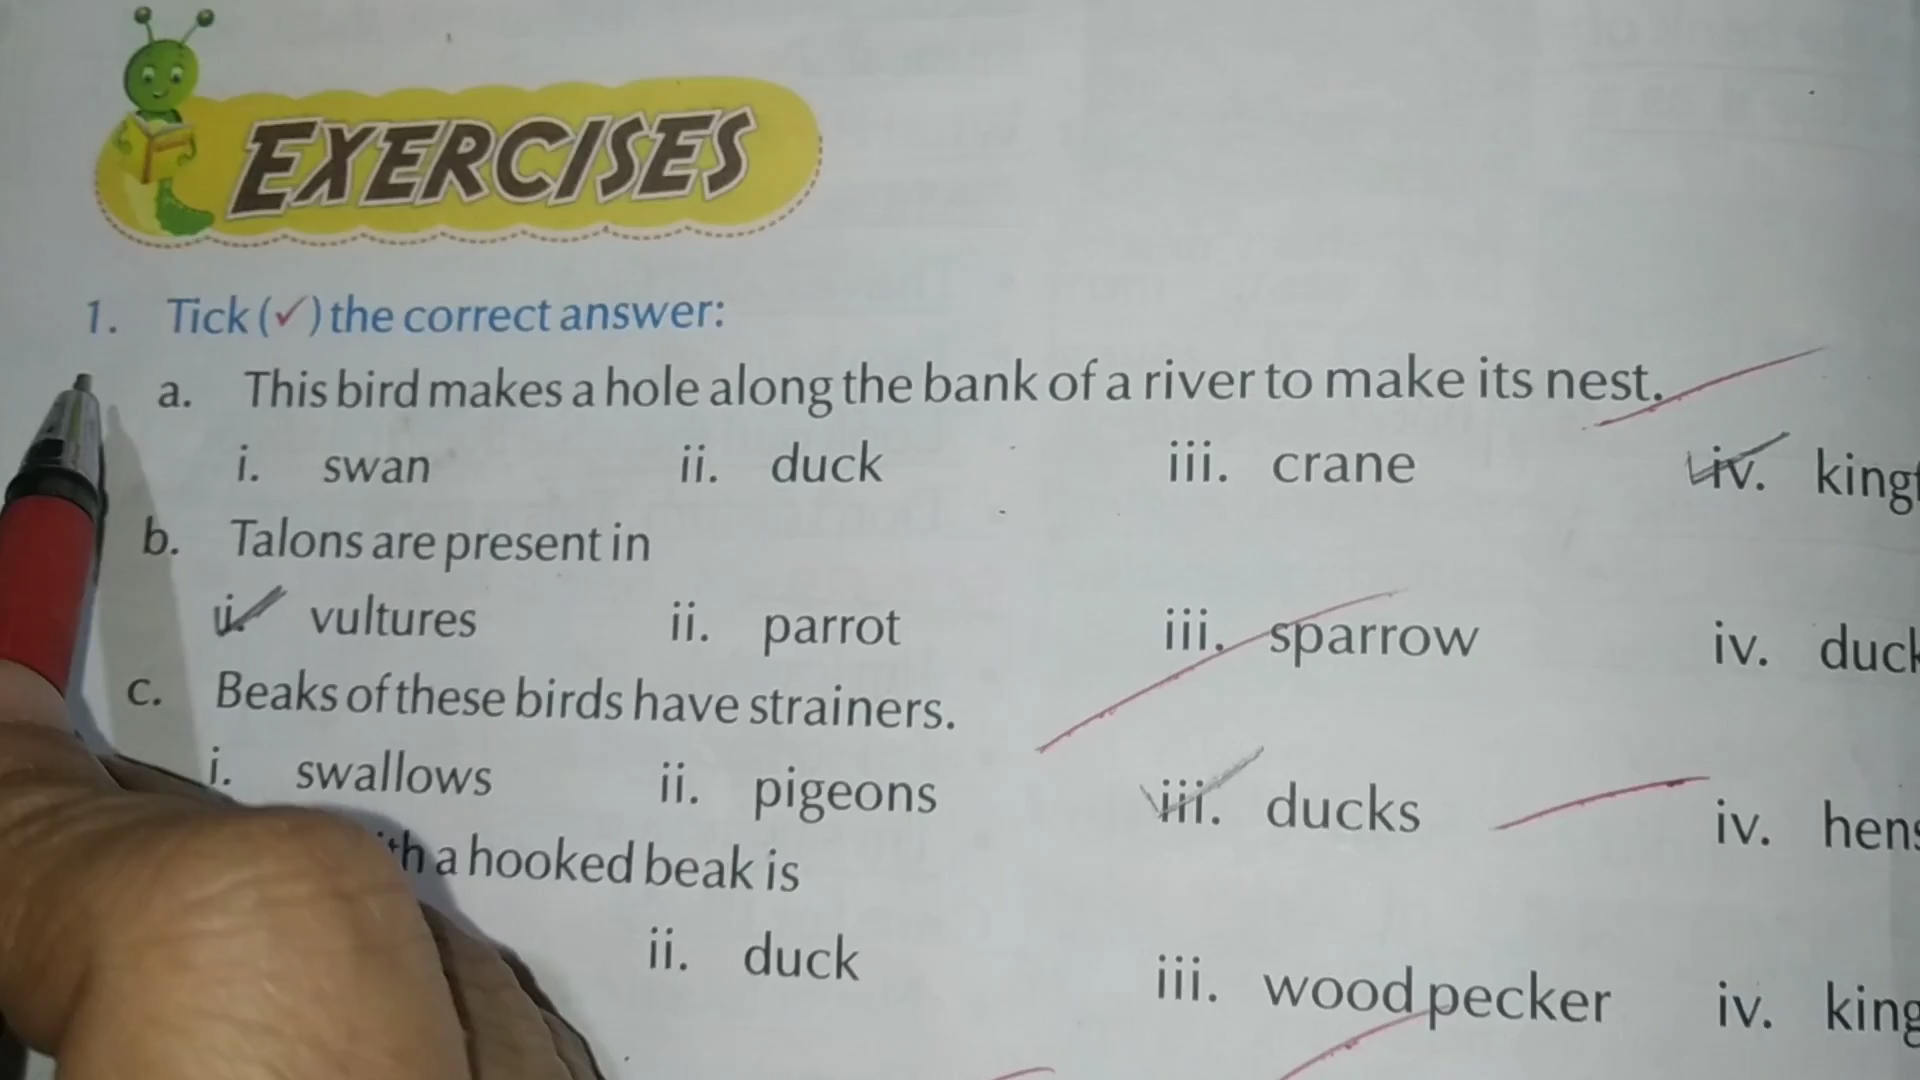 EXERCISES
1. Tick (✓) the correct answer:
a. This bird makes a hole along the bank of a river to make its nest.
i. swan ii. duck iii. crane iv. kingf
b. Talons are present in
i. vultures ii. parrot iii. sparrow iv. duck
c. Beaks of these birds have strainers.
i. swallows ii. pigeons iii. ducks iv. hens
a hooked beak is
ii. duck iii. wood pecker iv. king